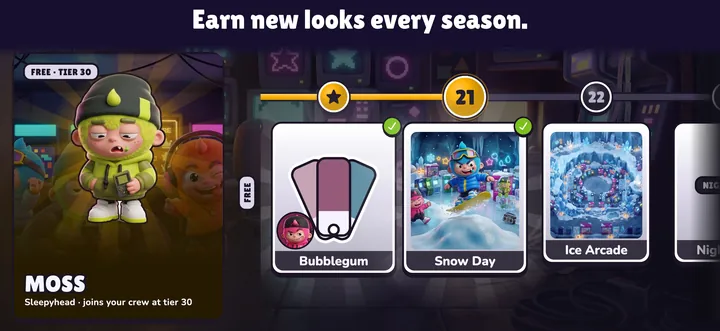 Earn new looks every season.
FREE · TIER 30
MOSS
Sleepyhead · joins your crew at tier 30
FREE
21
22
Bubblegum
Snow Day
Ice Arcade